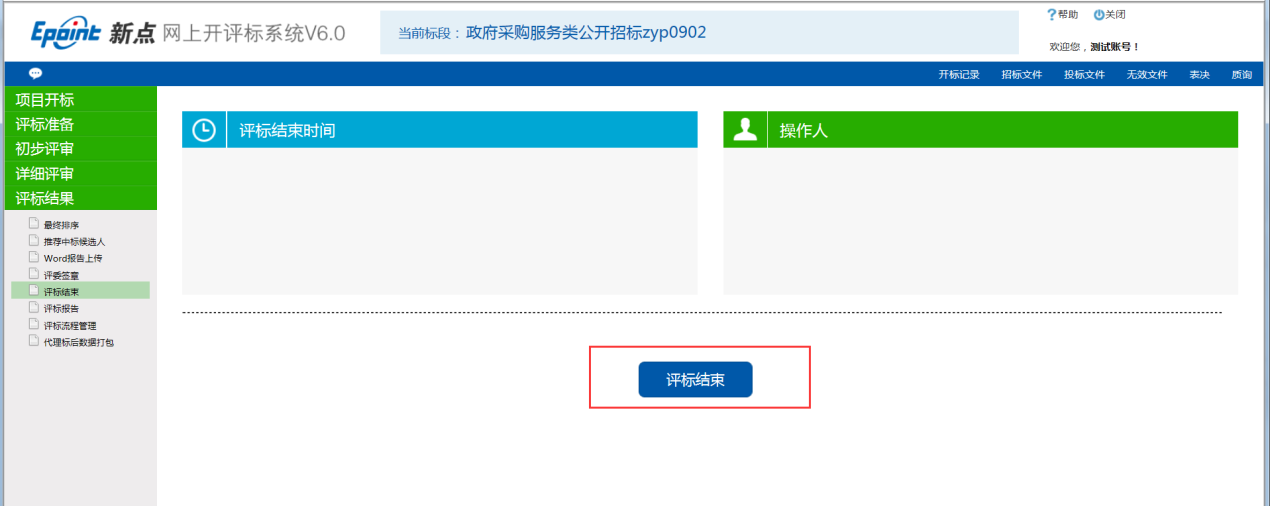 ?帮助 关闭
Epoint 新点 网上开评标系统V6.0
当前标段：政府采购服务类公开招标zyp0902
欢迎您，测试账号！
开标记录 招标文件 投标文件 无效文件 表决 质询
项目开标
评标准备
初步评审
详细评审
评标结果
最终排序
推荐中标候选人
Word报告上传
评委签章
评标结束
评标报告
评标流程管理
代理标后数据打包
评标结束时间
操作人
评标结束